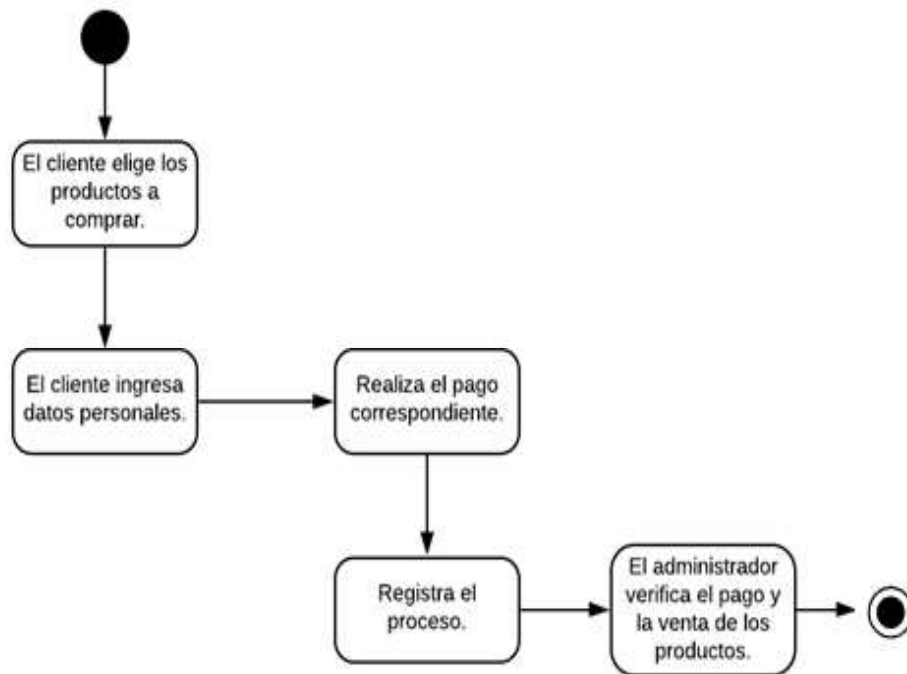 El cliente elige los
productos a
comprar.
El cliente ingresa
datos personales.
Realiza el pago
correspondiente.
Registra el
proceso.
El administrador
verifica el pago y
la venta de los
productos.